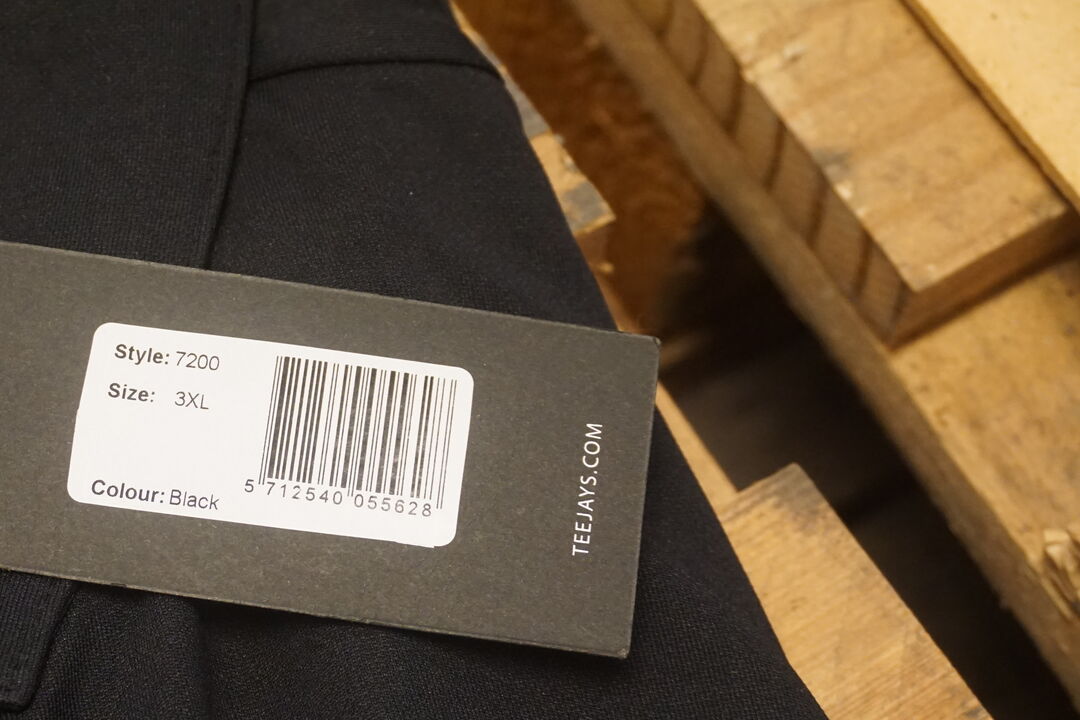 Style: 7200
Size: 3XL
Colour: Black
5 712540 055628
TEEJAYS.COM